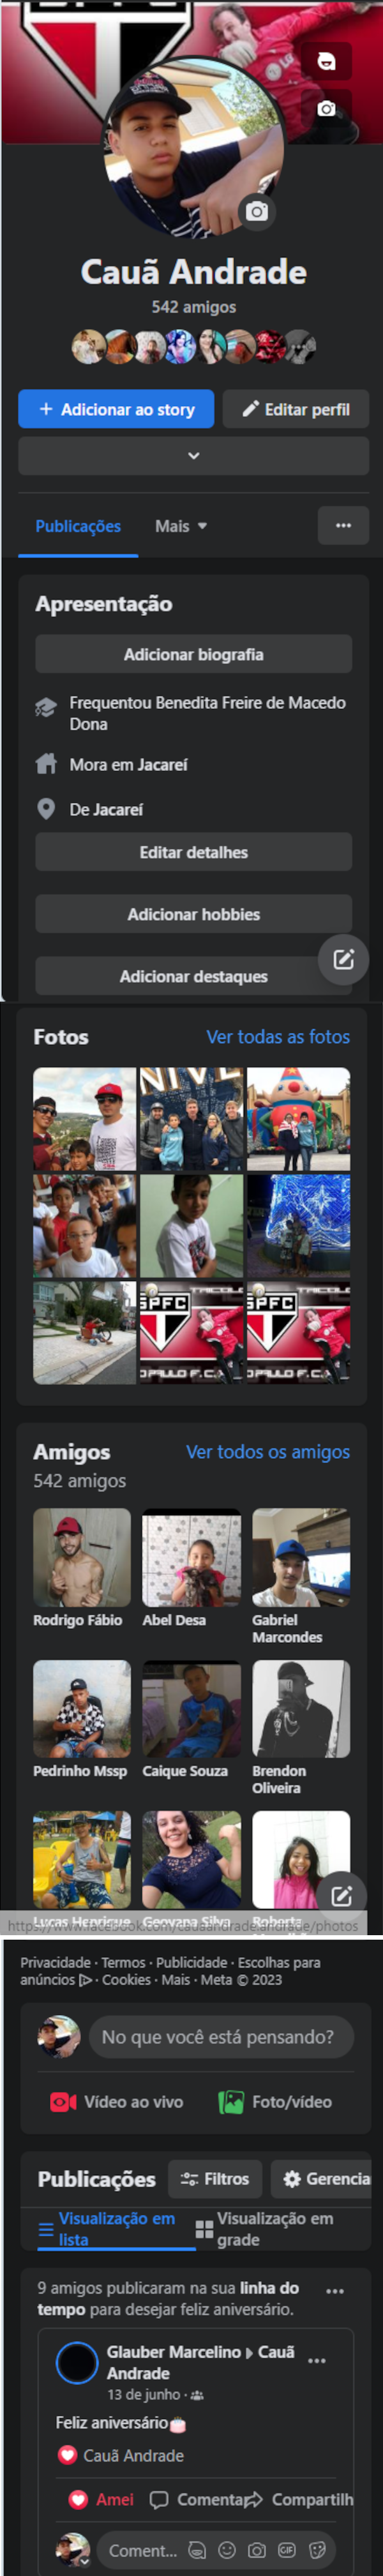 Cauã Andrade
542 amigos
+ Adicionar ao story
Editar perfil
Publicações
Mais
Apresentação
Adicionar biografia
Frequentou Benedita Freire de Macedo
Dona
Mora em Jacareí
De Jacareí
Editar detalhes
Adicionar hobbies
Adicionar destaques
Fotos
Ver todas as fotos
NIVE
SPFC
SPFC
Amigos
Ver todos os amigos
542 amigos
Rodrigo Fábio
Abel Desa
Gabriel
Marcondes
Pedrinho Mssp
Caique Souza
Brendon
Oliveira
Lucas Henrique
Geovana Silva
Roberta
https://www.facebook.com/cauaandrade.andrade/photos
Privacidade · Termos · Publicidade · Escolhas para
anúncios · Cookies · Mais · Meta © 2023
No que você está pensando?
Vídeo ao vivo
Foto/vídeo
Publicações
Filtros
Gerencia
Visualização em
lista
Visualização em
grade
9 amigos publicaram na sua linha do
tempo para desejar feliz aniversário.
Glauber Marcelino Cauã
Andrade
13 de junho ·
Feliz aniversário
Cauã Andrade
Amei
Comentar
Compartilh
Coment...
GIF